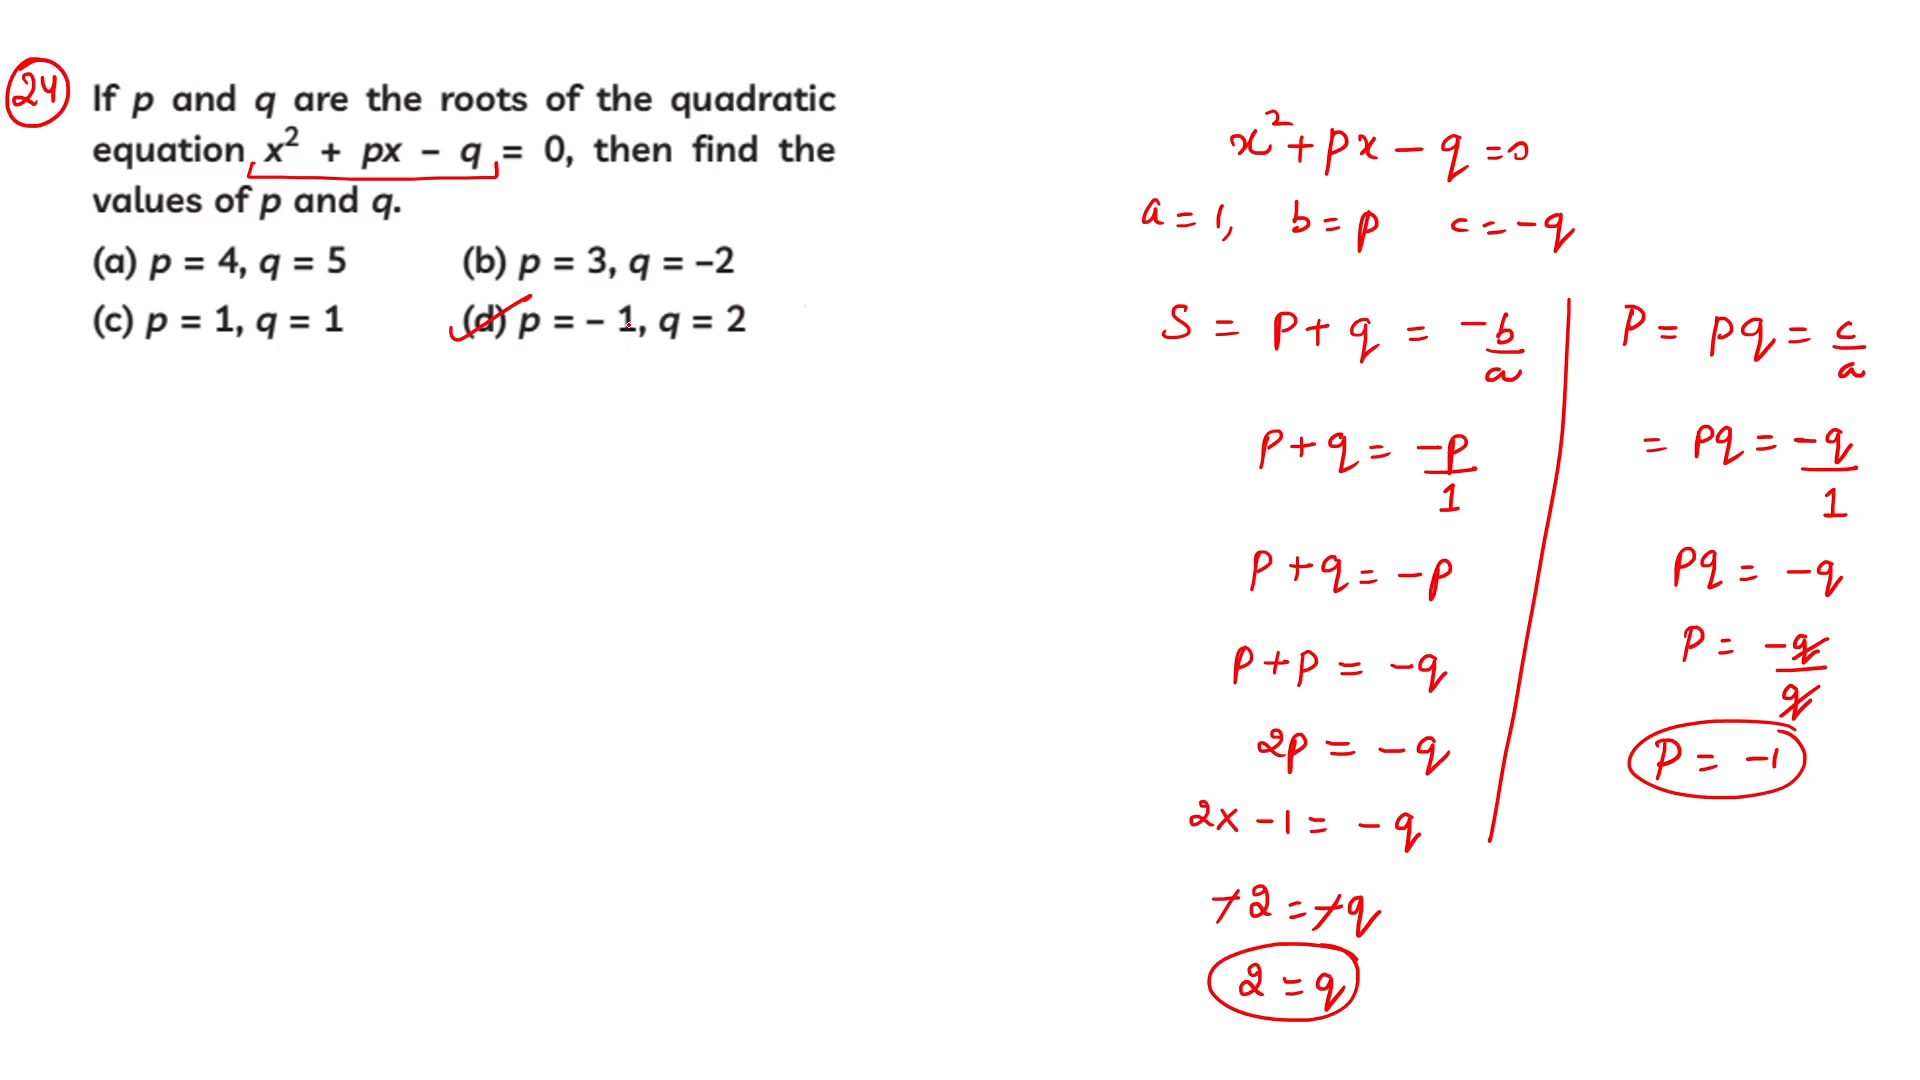 24
If p and q are the roots of the quadratic
equation x² + px – q = 0, then find the
values of p and q.
(a) p = 4, q = 5 (b) p = 3, q = –2
(c) p = 1, q = 1 (d) p = – 1, q = 2
x² + px – q = 0
a = 1, b = p c = –q
S = p + q = –b/a
p + q = –p/1
p + q = –p
p + p = –q
2p = –q
2x –1 = –q
–2 = –q
2 = q
P = pq = c/a
= pq = –q/1
pq = –q
p = –q/q
P = –1